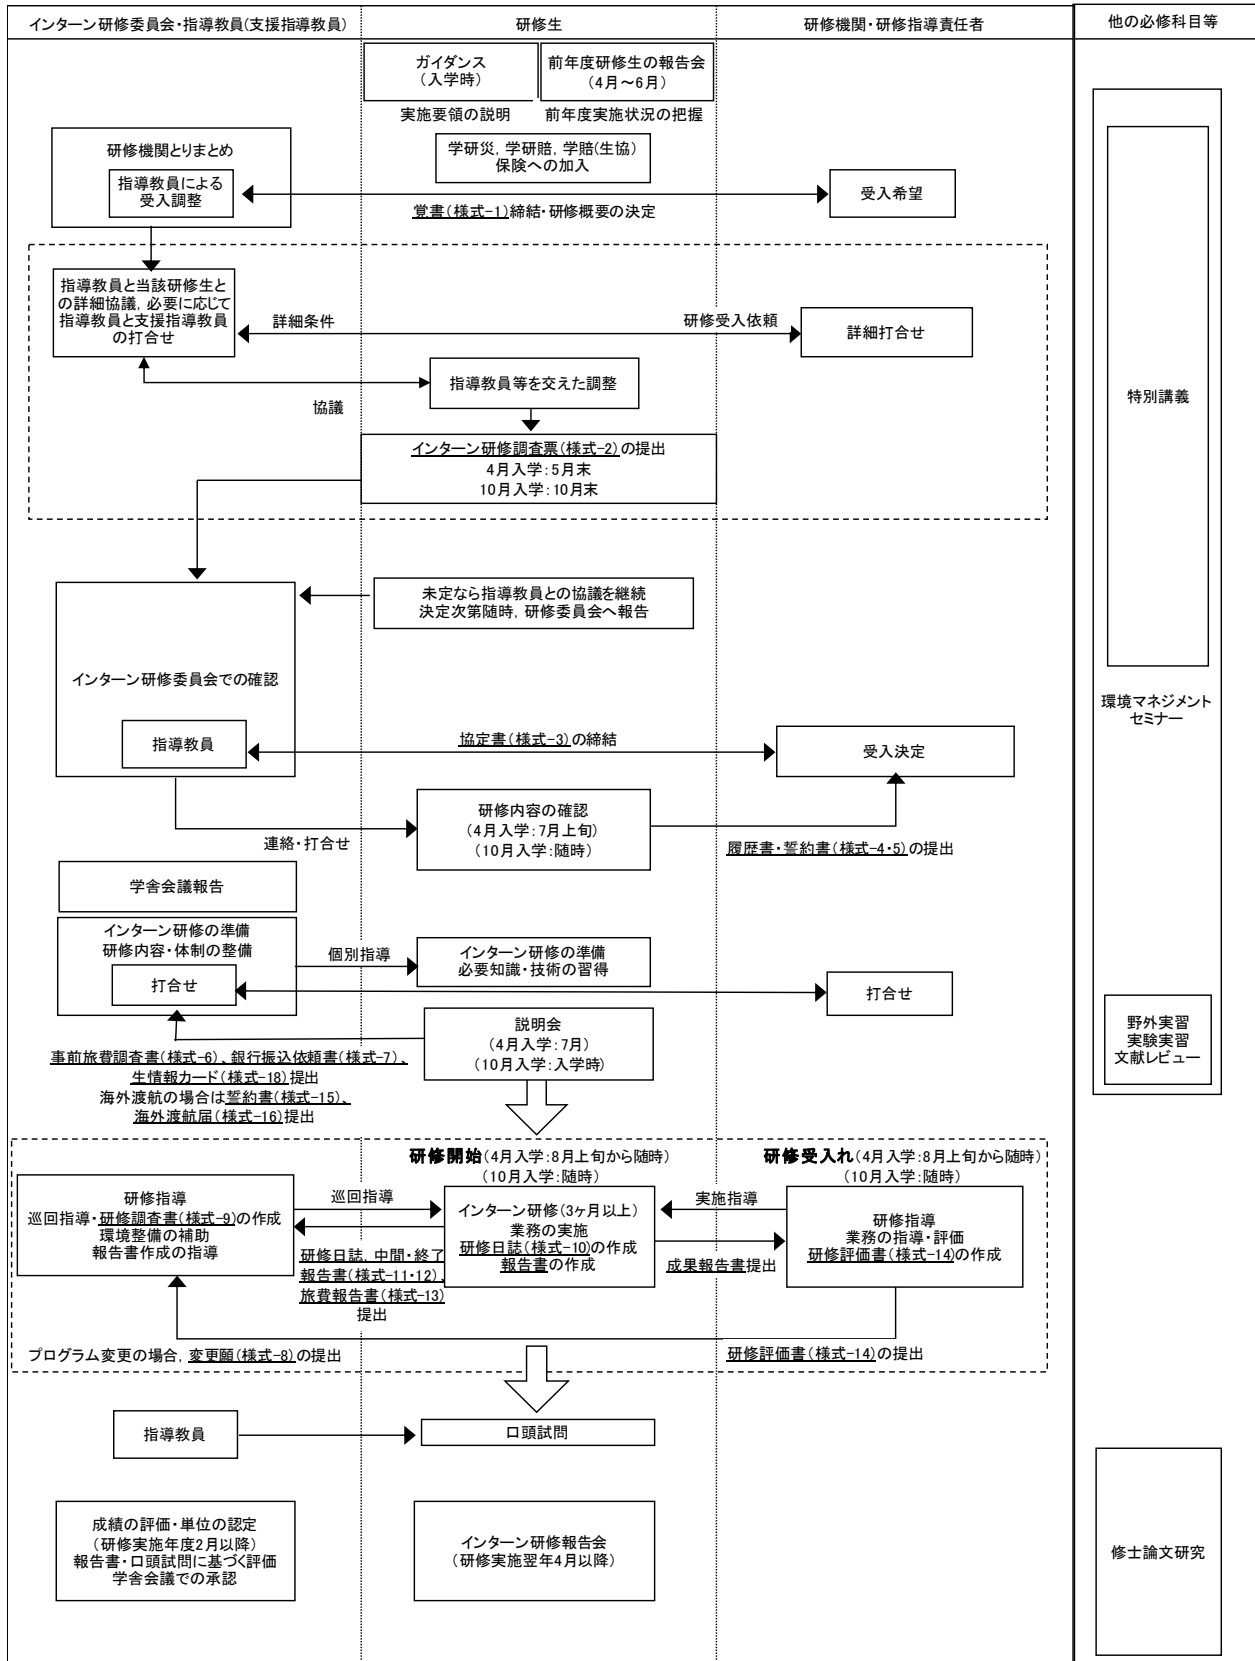 インターン研修委員会・指導教員(支援指導教員)
研修生
研修機関・研修指導責任者
他の必修科目等
ガイダンス
(入学時)
前年度研修生の報告会
(4月～6月)
実施要領の説明
前年度実施状況の把握
研修機関とりまとめ
指導教員による
受入調整
学研災, 学研賠, 学賠(生協)
保険への加入
受入希望
覚書(様式-1)締結・研修概要の決定
指導教員と当該研修生と
の詳細協議, 必要に応じて
指導教員と支援指導教員
の打合せ
詳細条件
研修受入依頼
詳細打合せ
指導教員等を交えた調整
協議
インターン研修調査票(様式-2)の提出
4月入学:5月末
10月入学:10月末
特別講義
未定なら指導教員との協議を継続
決定次第随時, 研修委員会へ報告
インターン研修委員会での確認
指導教員
協定書(様式-3)の締結
受入決定
環境マネジメント
セミナー
研修内容の確認
(4月入学:7月上旬)
(10月入学:随時)
連絡・打合せ
履歴書・誓約書(様式-4・5)の提出
学舎会議報告
インターン研修の準備
研修内容・体制の整備
打合せ
個別指導
インターン研修の準備
必要知識・技術の習得
打合せ
説明会
(4月入学:7月)
(10月入学:入学時)
野外実習
実験実習
文献レビュー
事前旅費調査書(様式-6)、銀行振込依頼書(様式-7)、
生情報カード(様式-18)提出
海外渡航の場合は誓約書(様式-15)、
海外渡航届(様式-16)提出
研修開始(4月入学:8月上旬から随時)
(10月入学:随時)
研修受入れ(4月入学:8月上旬から随時)
(10月入学:随時)
研修指導
巡回指導・研修調査書(様式-9)の作成
環境整備の補助
報告書作成の指導
巡回指導
インターン研修(3ヶ月以上)
業務の実施
研修日誌(様式-10)の作成
報告書の作成
実施指導
研修指導
業務の指導・評価
研修評価書(様式-14)の作成
研修日誌, 中間・終了
報告書(様式-11・12)、
旅費報告書(様式-13)
提出
成果報告書提出
プログラム変更の場合, 変更願(様式-8)の提出
研修評価書(様式-14)の提出
指導教員
口頭試問
成績の評価・単位の認定
(研修実施年度2月以降)
報告書・口頭試問に基づく評価
学舎会議での承認
インターン研修報告会
(研修実施翌年4月以降)
修士論文研究